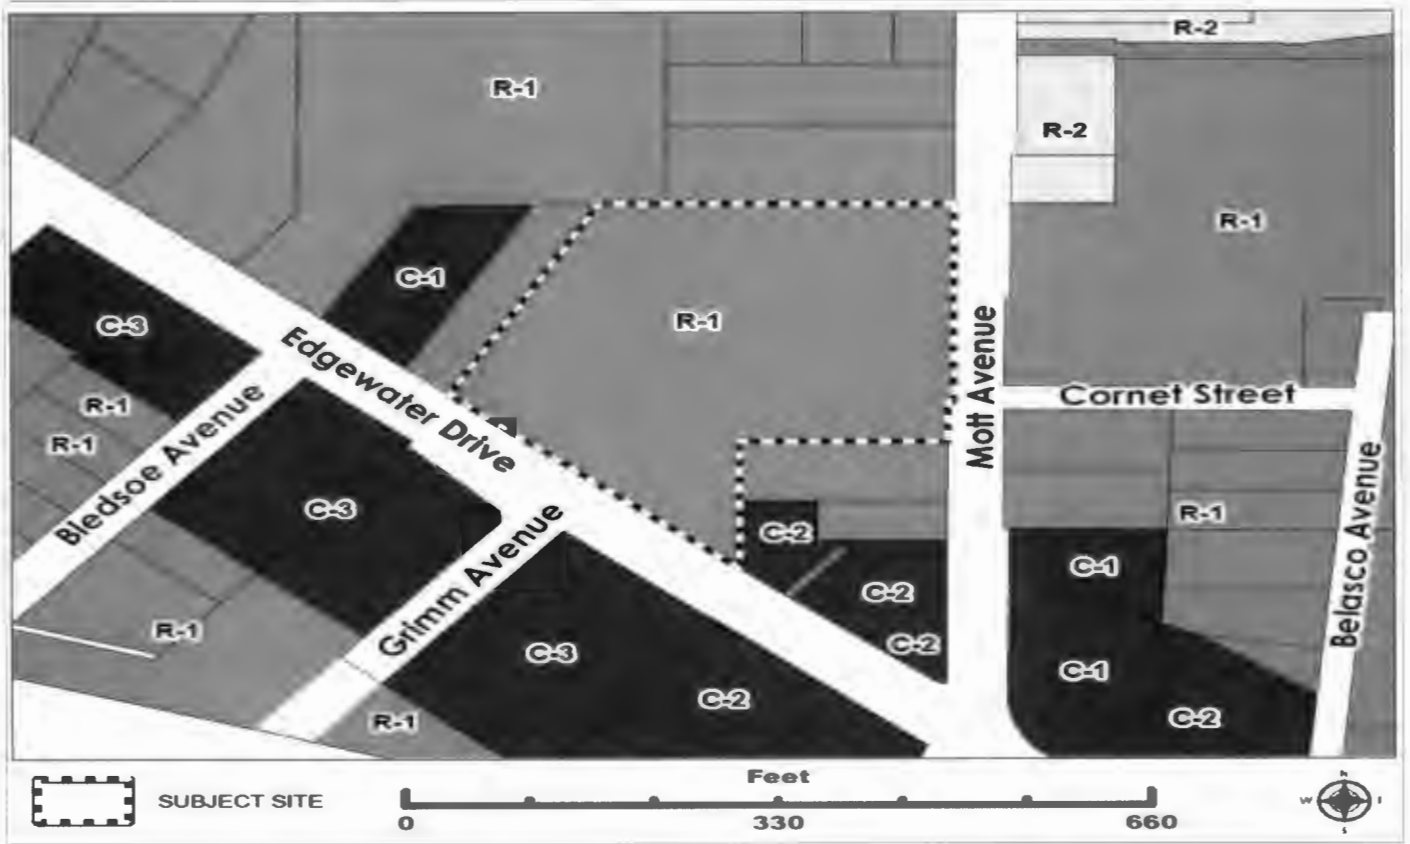 R-2
R-1
R-2
R-1
C-1
R-1
C-3
Edgewater Drive
Mott Avenue
Cornet Street
R-1
R-1
Bledsoe Avenue
C-3
Grimm Avenue
C-2
R-1
Belasco Avenue
C-1
C-2
R-1
C-3
C-2
C-1
C-2
R-1
C-2
Feet
SUBJECT SITE
0 330 660
W
S